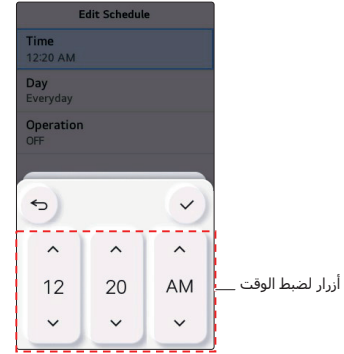 Edit Schedule
Time
12:20 AM
Day
Everyday
Operation
OFF
12 20 AM
أزرار لضبط الوقت